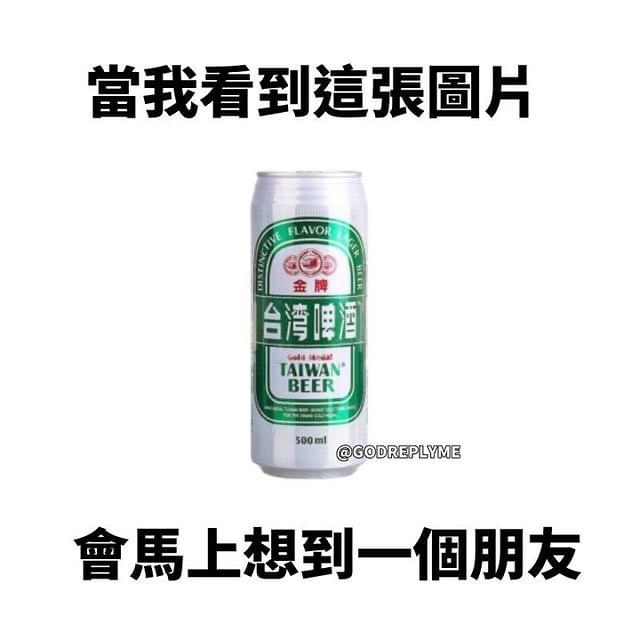 當我看到這張圖片
DISTINCTIVE FLAVOR LAGER BEER
金牌
台湾啤酒
Gold Medal
TAIWAN® BEER
500ml
@GODREPLYME
會馬上想到一個朋友